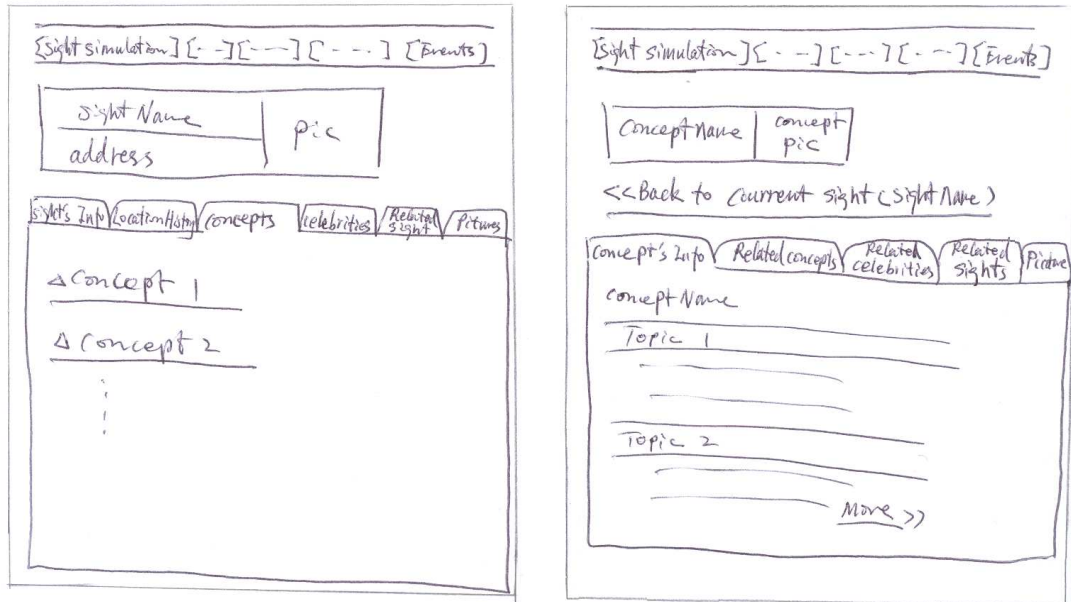 [Sight simulation] [- - -] [- - -] [- - - -] [Events]
Sight Name
address
pic
Sight's Info Location History concepts celebrities Related Sight Pictures
Δ Concept 1
Δ Concept 2
[Sight simulation] [- - -] [- - -] [- - -] [Events]
Concept Name
concept pic
<<Back to Current sight (Sight Name)
Concept's Info Related concepts Related celebrities Related Sights Picture
Concept Name
Topic 1
Topic 2
More >>